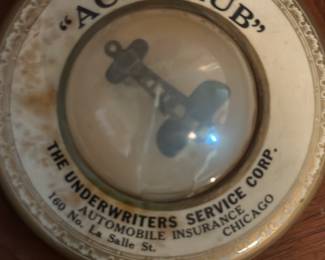 THE UNDERWRITERS SERVICE CORP.
AUTOMOBILE INSURANCE
160 No. La Salle St. CHICAGO